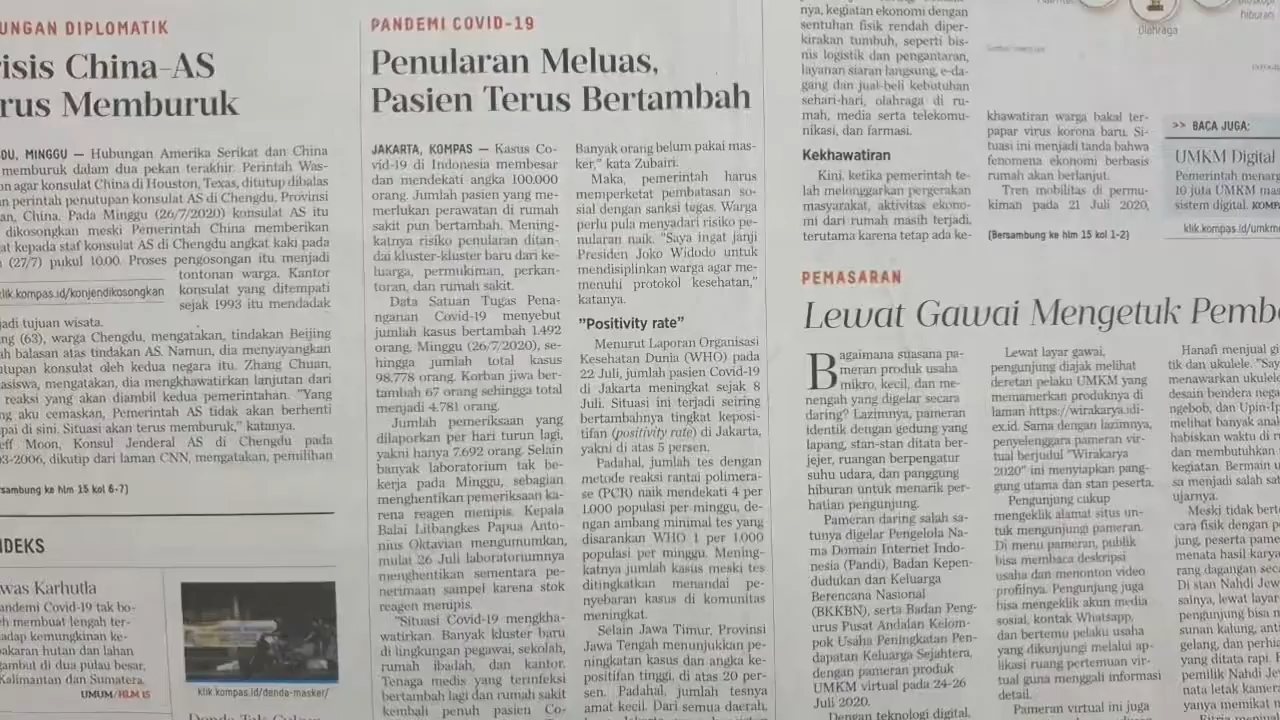 UNGAN DIPLOMATIK
isis China-AS
rus Memburuk
DU, MINGGU — Hubungan Amerika Serikat dan China
memburuk dalam dua pekan terakhir. Perintah Was-
n agar konsulat China di Houston, Texas, ditutup dibalas
n perintah penutupan konsulat AS di Chengdu, Provinsi
an, China. Pada Minggu (26/7/2020) konsulat AS itu
dikosongkan meski Pemerintah China memberikan
at kepada staf konsulat AS di Chengdu angkat kaki pada
(27/7) pukul 10.00. Proses pengosongan itu menjadi
tontonan warga. Kantor
klik.kompas.id/konjendikosongkan
konsulat yang ditempati
sejak 1993 itu mendadak
jadi tujuan wisata.
ng (63), warga Chengdu, mengatakan, tindakan Beijing
ah balasan atas tindakan AS. Namun, dia menyayangkan
utupan konsulat oleh kedua negara itu. Zhang Chuan,
asiswa, mengatakan, dia mengkhawatirkan lanjutan dari
reaksi yang akan diambil kedua pemerintahan. "Yang
ng aku cemaskan, Pemerintah AS tidak akan berhenti
pai di sini. Situasi akan terus memburuk," katanya.
eff Moon, Konsul Jenderal AS di Chengdu pada
03-2006, dikutip dari laman CNN, mengatakan, pemilihan
rsambung ke hlm 15 kol 6-7)
NDEKS
was Karhutla
andemi Covid-19 tak bo-
eh membuat lengah ter-
adap kemungkinan ke-
akaran hutan dan lahan
ambut di dua pulau besar,
Kalimantan dan Sumatera.
UMUM/HLM 15
klik.kompas.id/denda-masker/
PANDEMI COVID-19
Penularan Meluas,
Pasien Terus Bertambah
JAKARTA, KOMPAS — Kasus Co-
vid-19 di Indonesia membesar
dan mendekati angka 100.000
orang. Jumlah pasien yang me-
merlukan perawatan di rumah
sakit pun bertambah. Mening-
katnya risiko penularan ditan-
dai kluster-kluster baru dari ke-
luarga, permukiman, perkan-
toran, dan rumah sakit.
Data Satuan Tugas Pena-
nganan Covid-19 menyebut
jumlah kasus bertambah 1.492
orang, Minggu (26/7/2020), se-
hingga jumlah total kasus
98.778 orang. Korban jiwa ber-
tambah 67 orang sehingga total
menjadi 4.781 orang.
Jumlah pemeriksaan yang
dilaporkan per hari turun lagi,
yakni hanya 7.692 orang. Selain
banyak laboratorium tak be-
kerja pada Minggu, sebagian
menghentikan pemeriksaan ka-
rena reagen menipis. Kepala
Balai Litbangkes Papua Anto-
nius Oktavian mengumumkan,
mulai 26 Juli laboratoriumnya
menghentikan sementara pe-
nerimaan sampel karena stok
reagen menipis.
"Situasi Covid-19 mengkha-
watirkan. Banyak kluster baru
di lingkungan pegawai, sekolah,
rumah ibadah, dan kantor.
Tenaga medis yang terinfeksi
bertambah lagi dan rumah sakit
kembali penuh pasien Co-
Banyak orang belum pakai mas-
ker," kata Zubairi.
Maka, pemerintah harus
memperketat pembatasan so-
sial dengan sanksi tegas. Warga
perlu pula menyadari risiko pe-
nularan naik. "Saya ingat janji
Presiden Joko Widodo untuk
mendisiplinkan warga agar me-
menuhi protokol kesehatan,"
katanya.
"Positivity rate"
Menurut Laporan Organisasi
Kesehatan Dunia (WHO) pada
22 Juli, jumlah pasien Covid-19
di Jakarta meningkat sejak 8
Juli. Situasi ini terjadi seiring
bertambahnya tingkat keposi-
tifan (positivity rate) di Jakarta,
yakni di atas 5 persen.
Padahal, jumlah tes dengan
metode reaksi rantai polimera-
se (PCR) naik mendekati 4 per
1.000 populasi per minggu, de-
ngan ambang minimal tes yang
disarankan WHO 1 per 1.000
populasi per minggu. Mening-
katnya jumlah kasus meski tes
ditingkatkan menandai pe-
nyebaran kasus di komunitas
meningkat.
Selain Jawa Timur, Provinsi
Jawa Tengah menunjukkan pe-
ningkatan kasus dan angka ke-
positifan tinggi, di atas 20 per-
sen. Padahal, jumlah tesnya
amat kecil. Dari semua daerah,
nya, kegiatan ekonomi dengan
sentuhan fisik rendah diper-
kirakan tumbuh, seperti bis-
nis logistik dan pengantaran,
layanan siaran langsung, e-da-
gang dan jual-beli kebutuhan
sehari-hari, olahraga di ru-
mah, media serta telekomu-
nikasi, dan farmasi.
Kekhawatiran
Kini, ketika pemerintah te-
lah melonggarkan pergerakan
masyarakat, aktivitas ekono-
mi dari rumah masih terjadi,
terutama karena tetap ada ke-
Olahraga
hiburan
khawatiran warga bakal ter-
papar virus korona baru. Si-
tuasi ini menjadi tanda bahwa
fenomena ekonomi berbasis
rumah akan berlanjut.
Tren mobilitas di permu-
kiman pada 21 Juli 2020,
(Bersambung ke hlm 15 kol 1-2)
>> BACA JUGA:
UMKM Digital
Pemerintah menarg
10 juta UMKM mas
sistem digital. KOMP
klik.kompas.id/umkm
PEMASARAN
Lewat Gawai Mengetuk Pemb
Bagaimana suasana pa-
meran produk usaha
mikro, kecil, dan me-
nengah yang digelar secara
daring? Lazimnya, pameran
identik dengan gedung yang
lapang, stan-stan ditata ber-
jejer, ruangan berpengatur
suhu udara, dan panggung
hiburan untuk menarik per-
hatian pengunjung.
Pameran daring salah sa-
tunya digelar Pengelola Na-
ma Domain Internet Indo-
nesia (Pandi), Badan Kepen-
dudukan dan Keluarga
Berencana Nasional
(BKKBN), serta Badan Peng-
urus Pusat Andalan Kelom-
pok Usaha Peningkatan Pen-
dapatan Keluarga Sejahtera,
dengan pameran produk
UMKM virtual pada 24-26
Juli 2020.
Dengan teknologi digital,
Lewat layar gawai,
pengunjung diajak melihat
deretan pelaku UMKM yang
memamerkan produknya di
laman https://wirakarya.idi-
ex.id. Sama dengan lazimnya,
penyelenggara pameran vir-
tual berjudul "Wirakarya
2020" ini menyiapkan pang-
gung utama dan stan peserta.
Pengunjung cukup
mengeklik alamat situs un-
tuk mengunjungi pameran.
Di menu pameran, publik
bisa membaca deskripsi
usaha dan menonton video
profilnya. Pengunjung juga
bisa mengeklik akun media
sosial, kontak Whatsapp,
dan bertemu pelaku usaha
yang dikunjungi melalui ap-
likasi ruang pertemuan vir-
tual guna menggali informasi
detail.
Pameran virtual ini juga
Hanafi menjual gi
tik dan ukulele. "Say
menawarkan ukulele
desain bendera negar
ngebob, dan Upin-Ip
melihat banyak anak
habiskan waktu di r
dan membutuhkan
kegiatan. Bermain u
sa menjadi salah sat
ujarnya.
Meski tidak bert
cara fisik dengan p
jung, peserta pame
menata hasil karya
rang dagangan seca
Di stan Nahdi Jew
salnya, lewat layar
pengunjung bisa m
sunan kalung, ant
gelang, dan perhi
yang ditata rapi. P
pemilik Nahdi Jev
nata letak kamer
yanya memikat